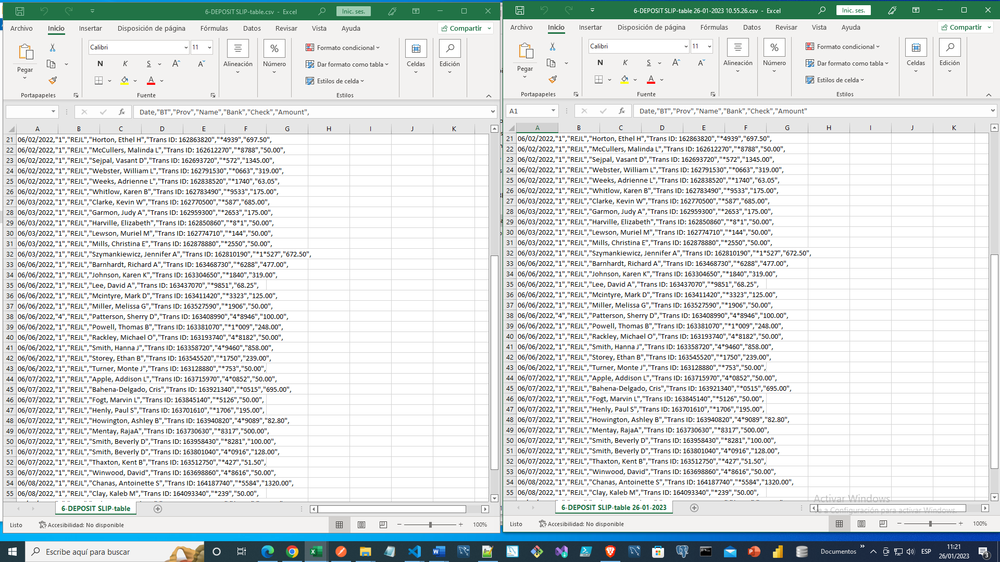 6-DEPOSIT SLIP-table.csv - Excel
Inic. ses.
Archivo Inicio Insertar Disposición de página Fórmulas Datos Revisar Vista Ayuda Compartir
Pegar
Calibri 11
N K S A A
A
Alineación
%
Número
Formato condicional
Dar formato como tabla
Estilos de celda
Celdas
Edición
Portapapeles Fuente Estilos
fx Date,"BT","Prov","Name","Bank","Check","Amount",
A B C D E F G H I J K
21 06/02/2022,"1","REJL","Horton, Ethel H","Trans ID: 162863820","*4939","697.50",
22 06/02/2022,"1","REJL","McCullers, Malinda L","Trans ID: 162612270","*8788","50.00",
23 06/02/2022,"1","REJL","Sejpal, Vasant D","Trans ID: 162693720","*572","1345.00",
24 06/02/2022,"1","REJL","Webster, William L","Trans ID: 162791530","*0663","319.00",
25 06/02/2022,"1","REJL","Weeks, Adrienne L","Trans ID: 162838520","*1740","63.05",
26 06/02/2022,"1","REJL","Whitlow, Karen B","Trans ID: 162783490","*9533","175.00",
27 06/03/2022,"1","REJL","Clarke, Kevin W","Trans ID: 162770500","*587","685.00",
28 06/03/2022,"1","REJL","Garmon, Judy A","Trans ID: 162959300","*2653","175.00",
29 06/03/2022,"1","REJL","Harville, Elizabeth","Trans ID: 162850860","*8*1","50.00",
30 06/03/2022,"1","REJL","Lewson, Muriel M","Trans ID: 162774710","*144","50.00",
31 06/03/2022,"1","REJL","Mills, Christina E","Trans ID: 162878880","*2550","50.00",
32 06/03/2022,"1","REJL","Szymankiewicz, Jennifer A","Trans ID: 162810190","*1*527","672.50",
33 06/06/2022,"1","REJL","Barnhardt, Richard A","Trans ID: 163468730","*6288","477.00",
34 06/06/2022,"1","REJL","Johnson, Karen K","Trans ID: 163304650","*1840","319.00",
35 06/06/2022,"1","REJL","Lee, David A","Trans ID: 163437070","*9851","68.25",
36 06/06/2022,"1","REJL","Mcintyre, Mark D","Trans ID: 163411420","*3323","125.00",
37 06/06/2022,"1","REJL","Miller, Melissa G","Trans ID: 163527590","*1906","50.00",
38 06/06/2022,"4","REJL","Patterson, Sherry D","Trans ID: 163408990","4*8946","100.00",
39 06/06/2022,"1","REJL","Powell, Thomas B","Trans ID: 163381070","*1*009","248.00",
40 06/06/2022,"1","REJL","Rackley, Michael O","Trans ID: 163193740","4*8182","50.00",
41 06/06/2022,"1","REJL","Smith, Hanna J","Trans ID: 163358720","4*9460","858.00",
42 06/06/2022,"1","REJL","Storey, Ethan B","Trans ID: 163545520","*1750","239.00",
43 06/06/2022,"1","REJL","Turner, Monte J","Trans ID: 163128880","*753","50.00",
44 06/07/2022,"1","REJL","Apple, Addison L","Trans ID: 163715970","4*0852","50.00",
45 06/07/2022,"1","REJL","Bahena-Delgado, Cris","Trans ID: 163921340","*0515","695.00",
46 06/07/2022,"1","REJL","Fogt, Marvin L","Trans ID: 163845140","*5126","50.00",
47 06/07/2022,"1","REJL","Henly, Paul S","Trans ID: 163701610","*1706","195.00",
48 06/07/2022,"1","REJL","Howington, Ashley B","Trans ID: 163940820","4*9089","82.80",
49 06/07/2022,"1","REJL","Mentay, RajaA","Trans ID: 163730630","*8317","500.00",
50 06/07/2022,"1","REJL","Smith, Beverly D","Trans ID: 163958430","*8281","100.00",
51 06/07/2022,"1","REJL","Smith, Beverly D","Trans ID: 163801040","4*0916","128.00",
52 06/07/2022,"1","REJL","Thaxton, Kent B","Trans ID: 163512750","*427","51.50",
53 06/07/2022,"1","REJL","Winwood, David","Trans ID: 163698860","4*8616","50.00",
54 06/08/2022,"1","REJL","Chanas, Antoinette S","Trans ID: 164187740","*5584","1320.00",
55 06/08/2022,"1","REJL","Clay, Kaleb M","Trans ID: 164093340","*239","50.00",
6-DEPOSIT SLIP-table
Listo Accesibilidad: No disponible 100%
6-DEPOSIT SLIP-table 26-01-2023 10.55.26.csv - Excel
Inic. ses.
Archivo Inicio Insertar Disposición de página Fórmulas Datos Revisar Vista Ayuda Compartir
Pegar
Calibri 11
N K S A A
A
Alineación
%
Número
Formato condicional
Dar formato como tabla
Estilos de celda
Celdas
Edición
Portapapeles Fuente Estilos
A1 fx Date,"BT","Prov","Name","Bank","Check","Amount"
A B C D E F G H I J K
21 06/02/2022,"1","REJL","Horton, Ethel H","Trans ID: 162863820","*4939","697.50",
22 06/02/2022,"1","REJL","McCullers, Malinda L","Trans ID: 162612270","*8788","50.00",
23 06/02/2022,"1","REJL","Sejpal, Vasant D","Trans ID: 162693720","*572","1345.00",
24 06/02/2022,"1","REJL","Webster, William L","Trans ID: 162791530","*0663","319.00",
25 06/02/2022,"1","REJL","Weeks, Adrienne L","Trans ID: 162838520","*1740","63.05",
26 06/02/2022,"1","REJL","Whitlow, Karen B","Trans ID: 162783490","*9533","175.00",
27 06/03/2022,"1","REJL","Clarke, Kevin W","Trans ID: 162770500","*587","685.00",
28 06/03/2022,"1","REJL","Garmon, Judy A","Trans ID: 162959300","*2653","175.00",
29 06/03/2022,"1","REJL","Harville, Elizabeth","Trans ID: 162850860","*8*1","50.00",
30 06/03/2022,"1","REJL","Lewson, Muriel M","Trans ID: 162774710","*144","50.00",
31 06/03/2022,"1","REJL","Mills, Christina E","Trans ID: 162878880","*2550","50.00",
32 06/03/2022,"1","REJL","Szymankiewicz, Jennifer A","Trans ID: 162810190","*1*527","672.50",
33 06/06/2022,"1","REJL","Barnhardt, Richard A","Trans ID: 163468730","*6288","477.00",
34 06/06/2022,"1","REJL","Johnson, Karen K","Trans ID: 163304650","*1840","319.00",
35 06/06/2022,"1","REJL","Lee, David A","Trans ID: 163437070","*9851","68.25",
36 06/06/2022,"1","REJL","Mcintyre, Mark D","Trans ID: 163411420","*3323","125.00",
37 06/06/2022,"1","REJL","Miller, Melissa G","Trans ID: 163527590","*1906","50.00",
38 06/06/2022,"4","REJL","Patterson, Sherry D","Trans ID: 163408990","4*8946","100.00",
39 06/06/2022,"1","REJL","Powell, Thomas B","Trans ID: 163381070","*1*009","248.00",
40 06/06/2022,"1","REJL","Rackley, Michael O","Trans ID: 163193740","4*8182","50.00",
41 06/06/2022,"1","REJL","Smith, Hanna J","Trans ID: 163358720","4*9460","858.00",
42 06/06/2022,"1","REJL","Storey, Ethan B","Trans ID: 163545520","*1750","239.00",
43 06/06/2022,"1","REJL","Turner, Monte J","Trans ID: 163128880","*753","50.00",
44 06/07/2022,"1","REJL","Apple, Addison L","Trans ID: 163715970","4*0852","50.00",
45 06/07/2022,"1","REJL","Bahena-Delgado, Cris","Trans ID: 163921340","*0515","695.00",
46 06/07/2022,"1","REJL","Fogt, Marvin L","Trans ID: 163845140","*5126","50.00",
47 06/07/2022,"1","REJL","Henly, Paul S","Trans ID: 163701610","*1706","195.00",
48 06/07/2022,"1","REJL","Howington, Ashley B","Trans ID: 163940820","4*9089","82.80",
49 06/07/2022,"1","REJL","Mentay, RajaA","Trans ID: 163730630","*8317","500.00",
50 06/07/2022,"1","REJL","Smith, Beverly D","Trans ID: 163958430","*8281","100.00",
51 06/07/2022,"1","REJL","Smith, Beverly D","Trans ID: 163801040","4*0916","128.00",
52 06/07/2022,"1","REJL","Thaxton, Kent B","Trans ID: 163512750","*427","51.50",
53 06/07/2022,"1","REJL","Winwood, David","Trans ID: 163698860","4*8616","50.00",
54 06/08/2022,"1","REJL","Chanas, Antoinette S","Trans ID: 164187740","*5584","1320.00",
55 06/08/2022,"1","REJL","Clay, Kaleb M","Trans ID: 164093340","*239","50.00",
6-DEPOSIT SLIP-table 26-01-2023
Activar Windows
Ve a Configuración para activar Windows.
Listo Accesibilidad: No disponible 100%
Escribe aquí para buscar
Documentos ESP 11:21
26/01/2023 3